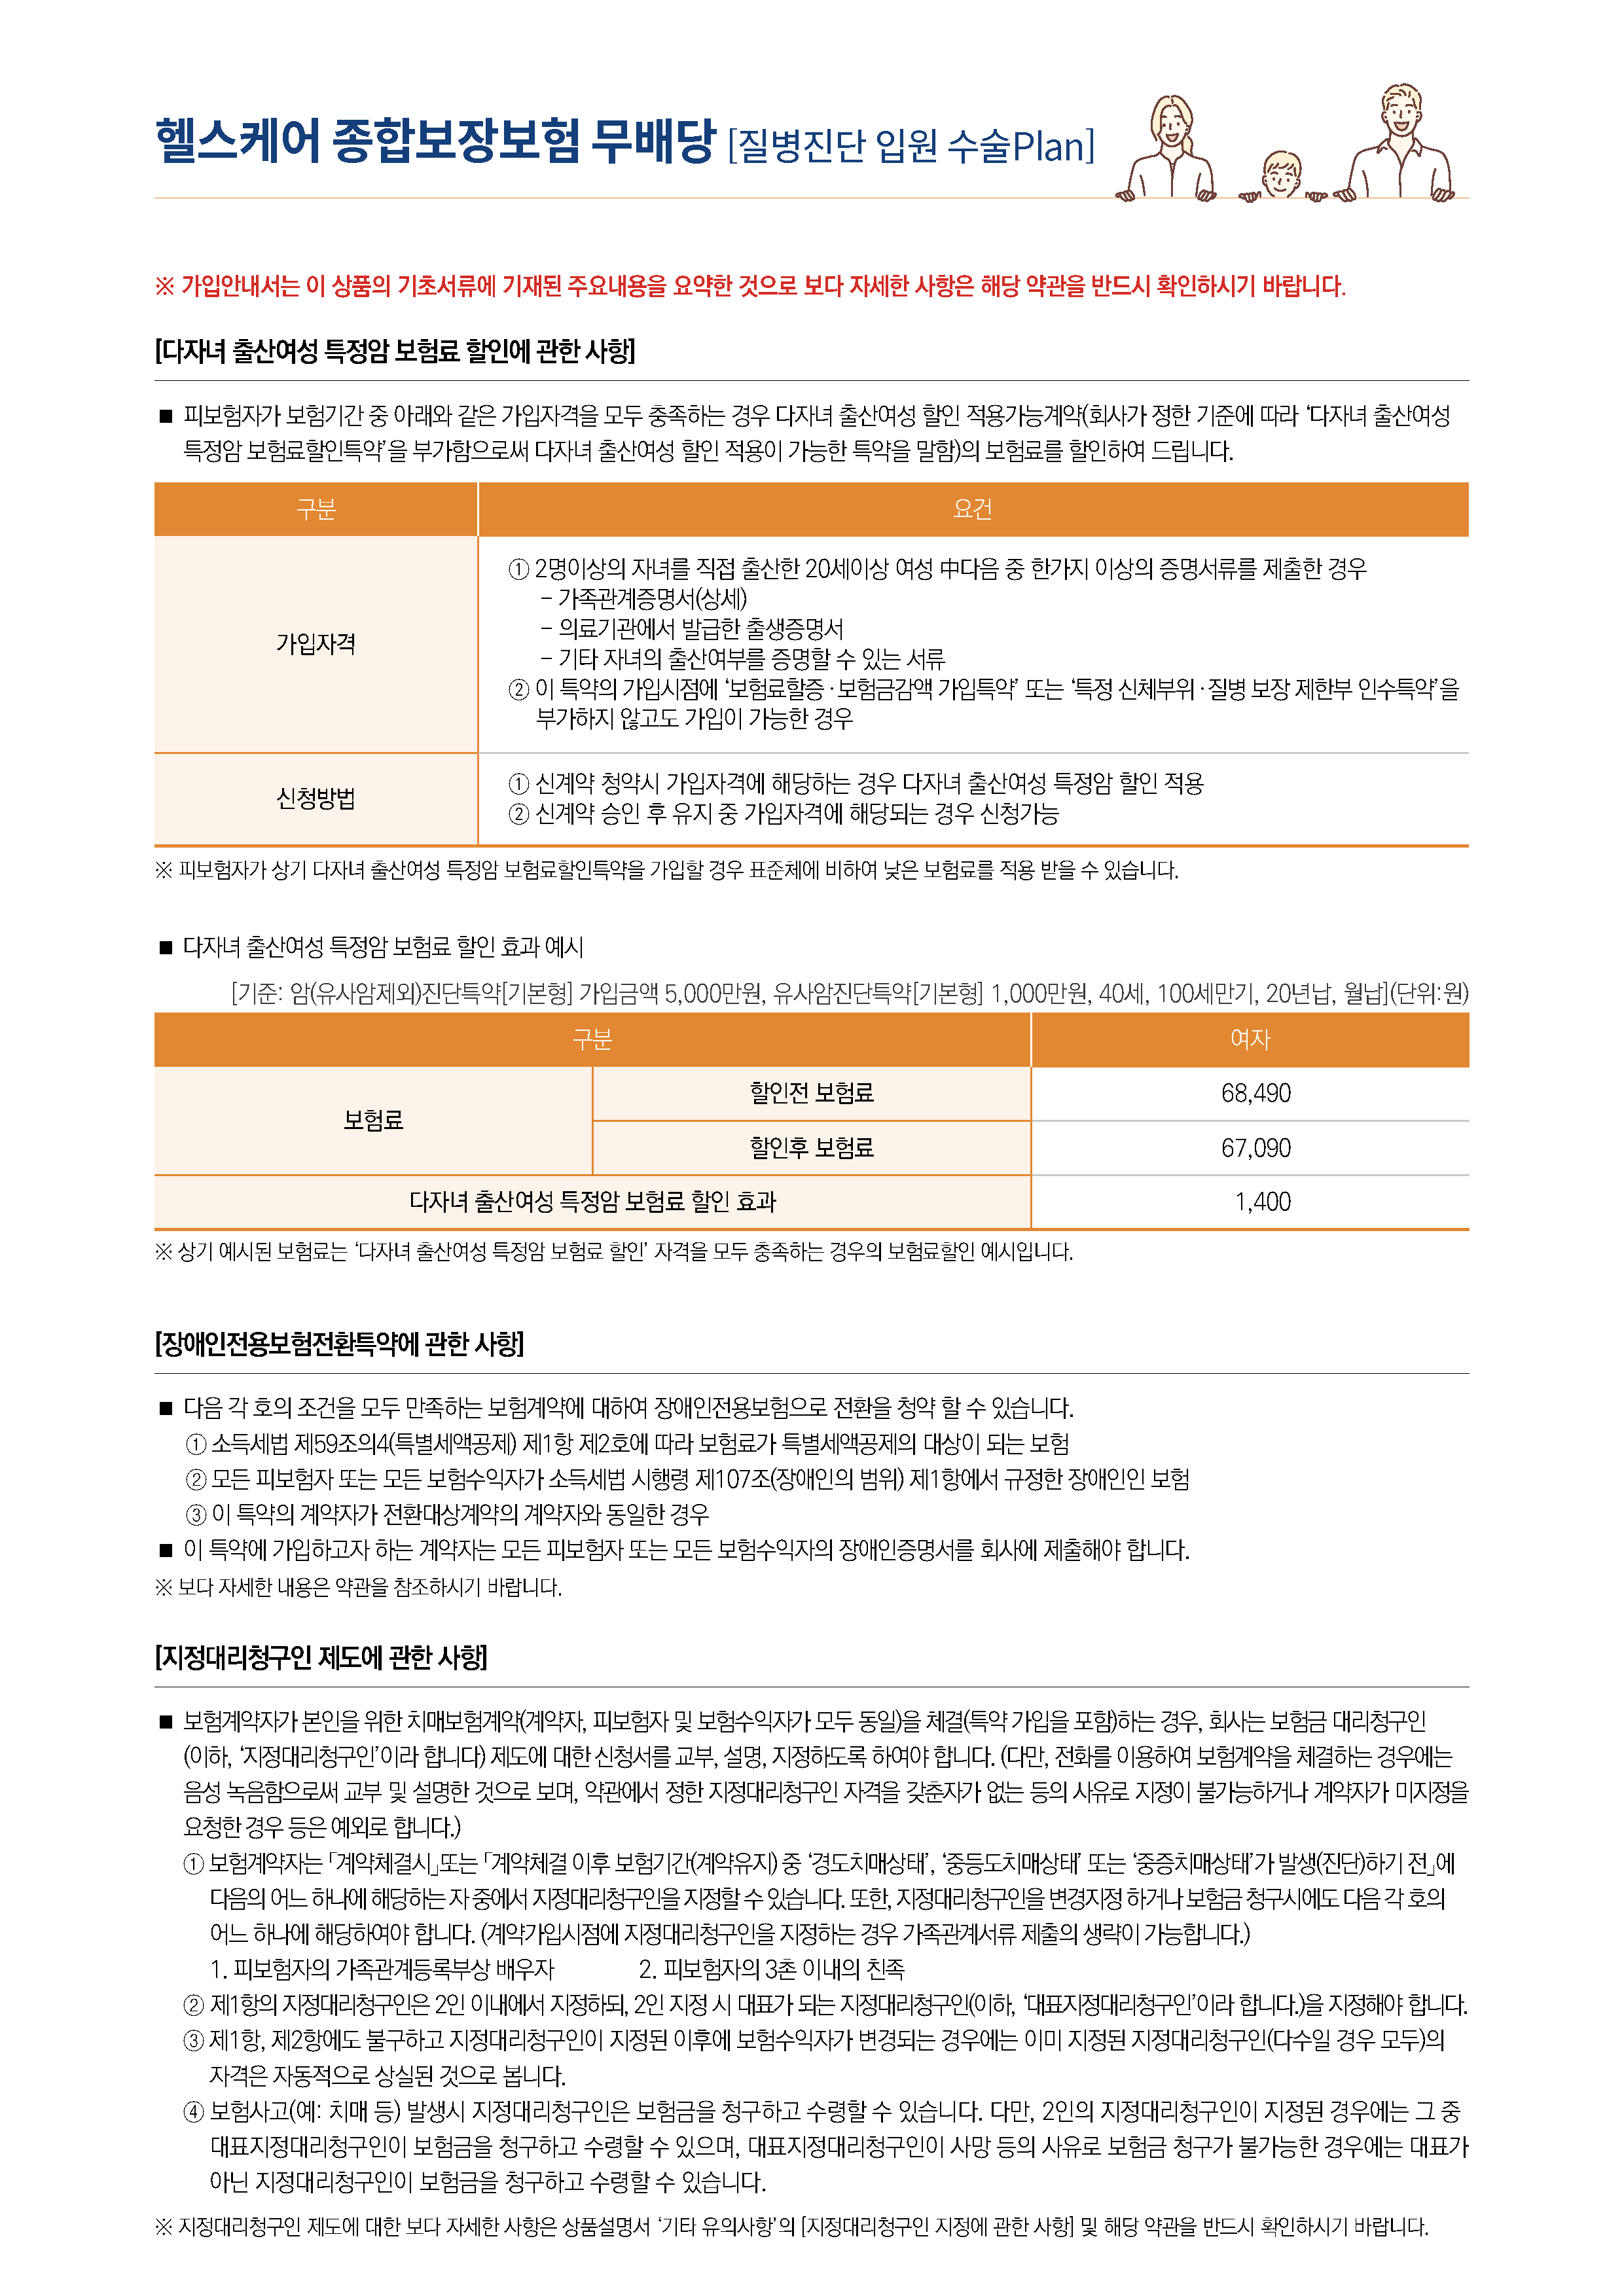 헬스케어 종합보장보험 무배당 [질병진단 입원 수술Plan]
※ 가입안내서는 이 상품의 기초서류에 기재된 주요내용을 요약한 것으로 보다 자세한 사항은 해당 약관을 반드시 확인하시기 바랍니다.
[다자녀 출산여성 특정암 보험료 할인에 관한 사항]
■ 피보험자가 보험기간 중 아래와 같은 가입자격을 모두 충족하는 경우 다자녀 출산여성 할인 적용가능계약(회사가 정한 기준에 따라 ‘다자녀 출산여성
특정암 보험료할인특약’을 부가함으로써 다자녀 출산여성 할인 적용이 가능한 특약을 말함)의 보험료를 할인하여 드립니다.
구분 요건
가입자격
① 2명이상의 자녀를 직접 출산한 20세이상 여성 中다음 중 한가지 이상의 증명서류를 제출한 경우
- 가족관계증명서(상세)
- 의료기관에서 발급한 출생증명서
- 기타 자녀의 출산여부를 증명할 수 있는 서류
② 이 특약의 가입시점에 ‘보험료할증·보험금감액 가입특약’ 또는 ‘특정 신체부위·질병 보장 제한부 인수특약’을
부가하지 않고도 가입이 가능한 경우
신청방법
① 신계약 청약시 가입자격에 해당하는 경우 다자녀 출산여성 특정암 할인 적용
② 신계약 승인 후 유지 중 가입자격에 해당되는 경우 신청가능
※ 피보험자가 상기 다자녀 출산여성 특정암 보험료할인특약을 가입할 경우 표준체에 비하여 낮은 보험료를 적용 받을 수 있습니다.
■ 다자녀 출산여성 특정암 보험료 할인 효과 예시
[기준: 암(유사암제외)진단특약[기본형] 가입금액 5,000만원, 유사암진단특약[기본형] 1,000만원, 40세, 100세만기, 20년납, 월납](단위:원)
구분 여자
보험료
할인전 보험료 68,490
할인후 보험료 67,090
다자녀 출산여성 특정암 보험료 할인 효과 1,400
※ 상기 예시된 보험료는 ‘다자녀 출산여성 특정암 보험료 할인’ 자격을 모두 충족하는 경우의 보험료할인 예시입니다.
[장애인전용보험전환특약에 관한 사항]
■ 다음 각 호의 조건을 모두 만족하는 보험계약에 대하여 장애인전용보험으로 전환을 청약 할 수 있습니다.
① 소득세법 제59조의4(특별세액공제) 제1항 제2호에 따라 보험료가 특별세액공제의 대상이 되는 보험
② 모든 피보험자 또는 모든 보험수익자가 소득세법 시행령 제107조(장애인의 범위) 제1항에서 규정한 장애인인 보험
③ 이 특약의 계약자가 전환대상계약의 계약자와 동일한 경우
■ 이 특약에 가입하고자 하는 계약자는 모든 피보험자 또는 모든 보험수익자의 장애인증명서를 회사에 제출해야 합니다.
※ 보다 자세한 내용은 약관을 참조하시기 바랍니다.
[지정대리청구인 제도에 관한 사항]
■ 보험계약자가 본인을 위한 치매보험계약(계약자, 피보험자 및 보험수익자가 모두 동일)을 체결(특약 가입을 포함)하는 경우, 회사는 보험금 대리청구인
(이하, ‘지정대리청구인’이라 합니다) 제도에 대한 신청서를 교부, 설명, 지정하도록 하여야 합니다. (다만, 전화를 이용하여 보험계약을 체결하는 경우에는
음성 녹음함으로써 교부 및 설명한 것으로 보며, 약관에서 정한 지정대리청구인 자격을 갖춘자가 없는 등의 사유로 지정이 불가능하거나 계약자가 미지정을
요청한 경우 등은 예외로 합니다.)
① 보험계약자는 「계약체결시」또는 「계약체결 이후 보험기간(계약유지) 중 ‘경도치매상태’, ‘중등도치매상태’ 또는 ‘중증치매상태’가 발생(진단)하기 전」에
다음의 어느 하나에 해당하는 자 중에서 지정대리청구인을 지정할 수 있습니다. 또한, 지정대리청구인을 변경지정 하거나 보험금 청구시에도 다음 각 호의
어느 하나에 해당하여야 합니다. (계약가입시점에 지정대리청구인을 지정하는 경우 가족관계서류 제출의 생략이 가능합니다.)
1. 피보험자의 가족관계등록부상 배우자 2. 피보험자의 3촌 이내의 친족
② 제1항의 지정대리청구인은 2인 이내에서 지정하되, 2인 지정 시 대표가 되는 지정대리청구인(이하, ‘대표지정대리청구인’이라 합니다.)을 지정해야 합니다.
③ 제1항, 제2항에도 불구하고 지정대리청구인이 지정된 이후에 보험수익자가 변경되는 경우에는 이미 지정된 지정대리청구인(다수일 경우 모두)의
자격은 자동적으로 상실된 것으로 봅니다.
④ 보험사고(예: 치매 등) 발생시 지정대리청구인은 보험금을 청구하고 수령할 수 있습니다. 다만, 2인의 지정대리청구인이 지정된 경우에는 그 중
대표지정대리청구인이 보험금을 청구하고 수령할 수 있으며, 대표지정대리청구인이 사망 등의 사유로 보험금 청구가 불가능한 경우에는 대표가
아닌 지정대리청구인이 보험금을 청구하고 수령할 수 있습니다.
※ 지정대리청구인 제도에 대한 보다 자세한 사항은 상품설명서 ‘기타 유의사항’의 [지정대리청구인 지정에 관한 사항] 및 해당 약관을 반드시 확인하시기 바랍니다.